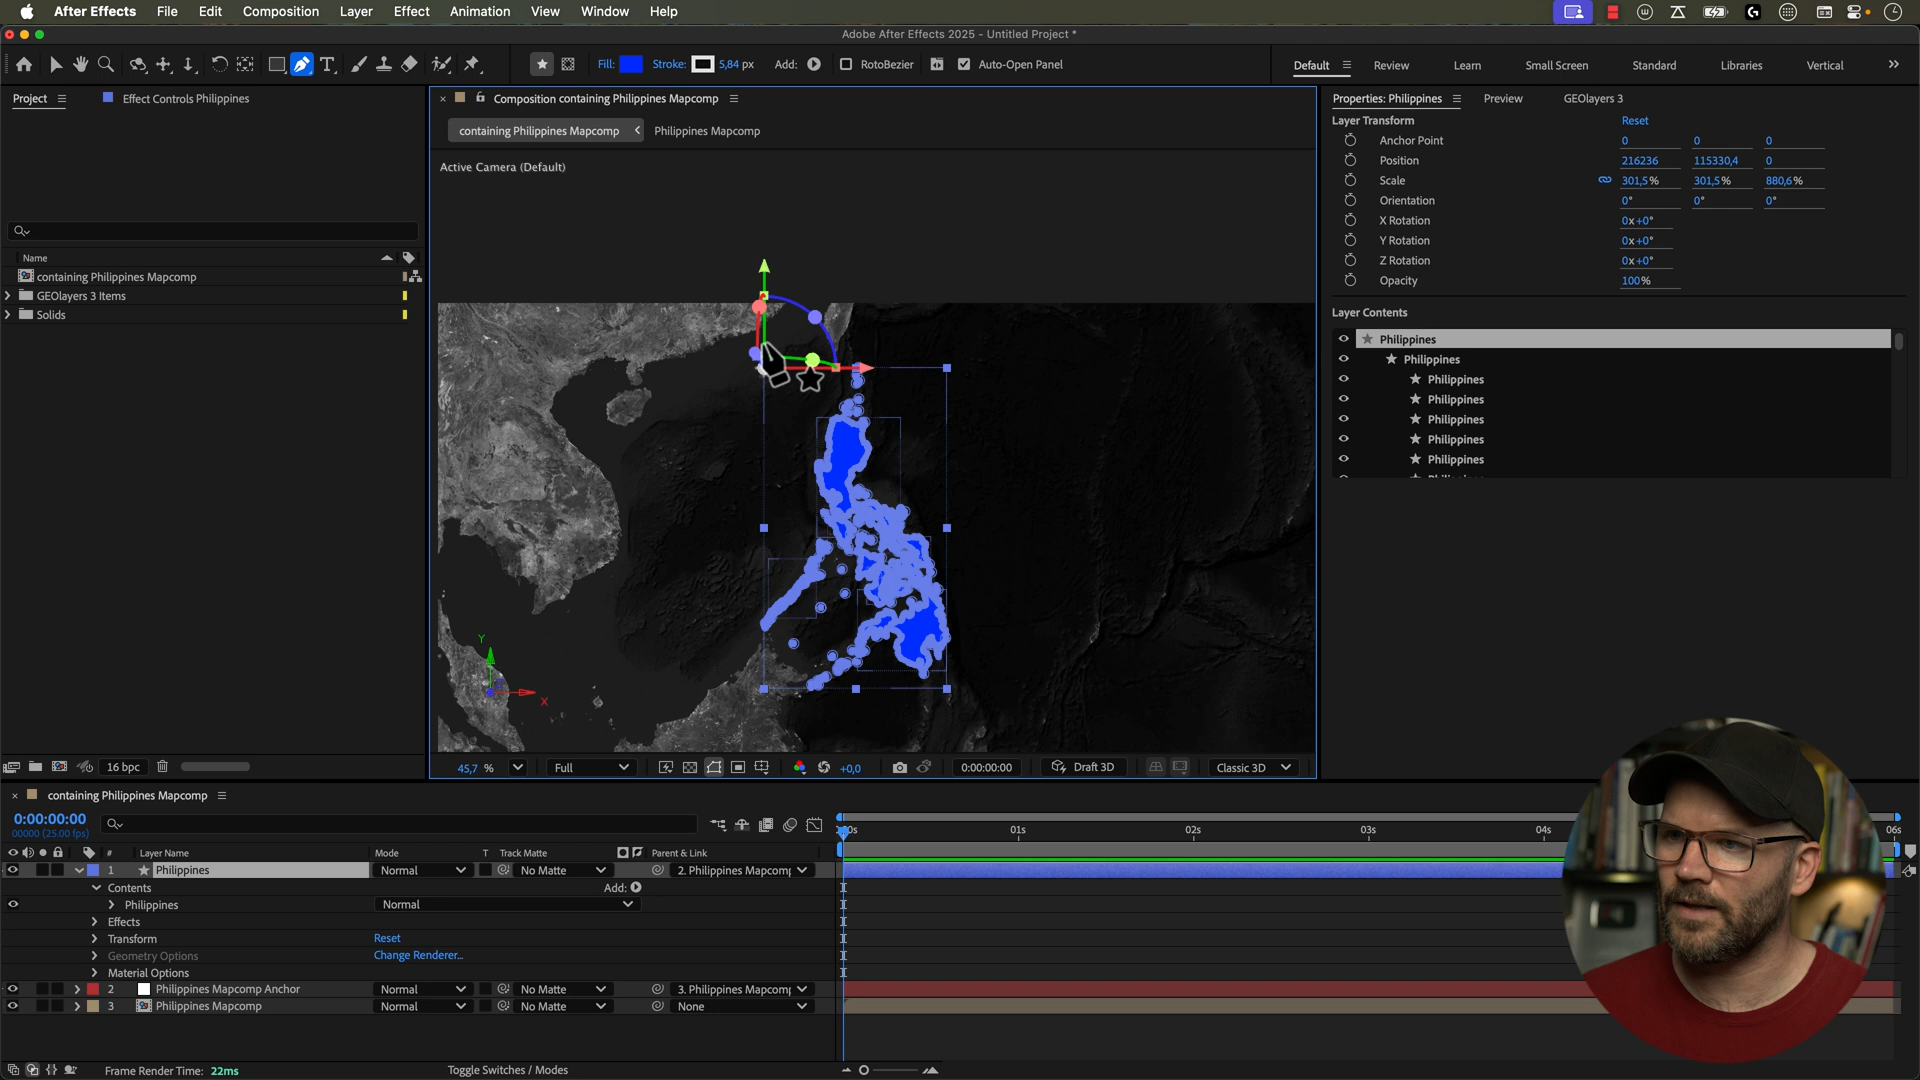 After Effects File Edit Composition Layer Effect Animation View Window Help
Adobe After Effects 2025 - Untitled Project *
Fill: Stroke: 5,84 px Add: RotoBezier Auto-Open Panel Default Review Learn Small Screen Standard Libraries Vertical
Project Effect Controls Philippines
Composition containing Philippines Mapcomp
Properties: Philippines Preview GEOlayers 3
containing Philippines Mapcomp Philippines Mapcomp
Active Camera (Default)
Layer Transform Reset
Anchor Point 0 0 0
Position 216236 115330,4 0
Scale 301,5% 301,5% 880,6%
Orientation 0° 0° 0°
X Rotation 0x+0°
Y Rotation 0x+0°
Z Rotation 0x+0°
Opacity 100%
Name
containing Philippines Mapcomp
GEOlayers 3 Items
Solids
Layer Contents
Philippines
Philippines
Philippines
Philippines
Philippines
Philippines
Philippines
Y
X
16 bpc
45,7 % Full +0,0 0:00:00:00 Draft 3D Classic 3D
containing Philippines Mapcomp
0:00:00:00
00000 (25.00 fps)
01s 02s 03s 04s 06s
# Layer Name Mode T Track Matte Parent & Link
1 Philippines Normal No Matte 2. Philippines Mapcom
Contents Add:
Philippines Normal
Effects
Transform Reset
Geometry Options Change Renderer...
Material Options
2 Philippines Mapcomp Anchor Normal No Matte 3. Philippines Mapcom
3 Philippines Mapcomp Normal No Matte None
Frame Render Time: 22ms Toggle Switches / Modes